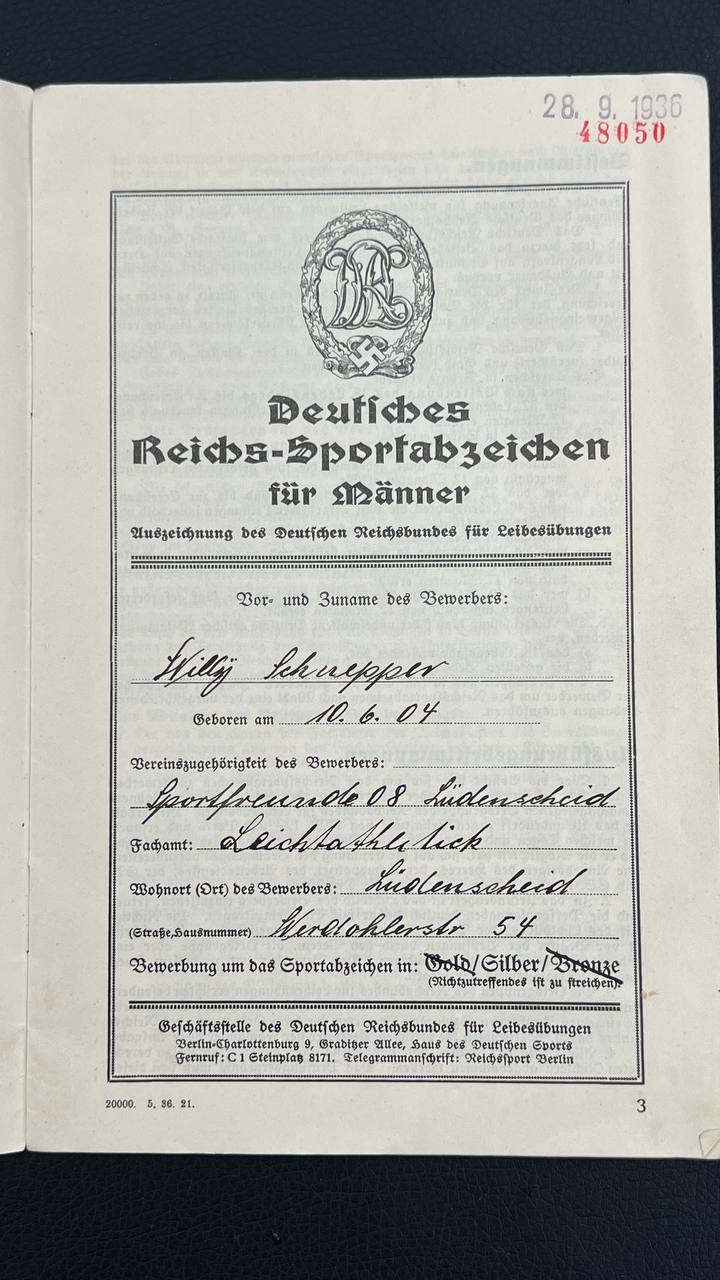 28. 9. 1936
48050
DRL
Deutsches
Reichs-Sportabzeichen
für Männer
Auszeichnung des Deutschen Reichsbundes für Leibesübungen
Vor- und Zuname des Bewerbers:
Willy Schnepper
Geboren am 10. 6. 04
Vereinszugehörigkeit des Bewerbers:
Sportfreunde 08 Lüdenscheid
Fachamt: Leichtathletick
Wohnort (Ort) des Bewerbers: Lüdenscheid
(Straße, Hausnummer) Werdohlerstr 54
Bewerbung um das Sportabzeichen in: Gold/Silber/Bronze
(Nichtzutreffendes ist zu streichen).
Geschäftsstelle des Deutschen Reichsbundes für Leibesübungen
Berlin-Charlottenburg 9, Graditzer Allee, Haus des Deutschen Sports
Fernruf: C 1 Steinplatz 8171. Telegrammanschrift: Reichssport Berlin
20000. 5. 36. 21.
3